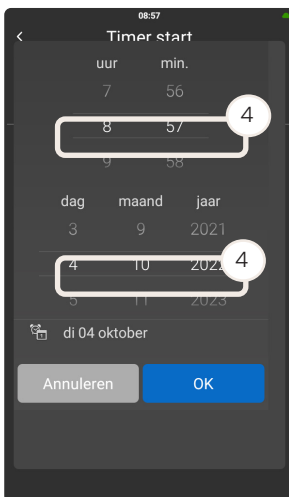 08:57
< Timer start
uur min.
7 56
8 57 4
9 58
dag maand jaar
3 9 2021
4 10 2022 4
5 11 2023
di 04 oktober
Annuleren OK